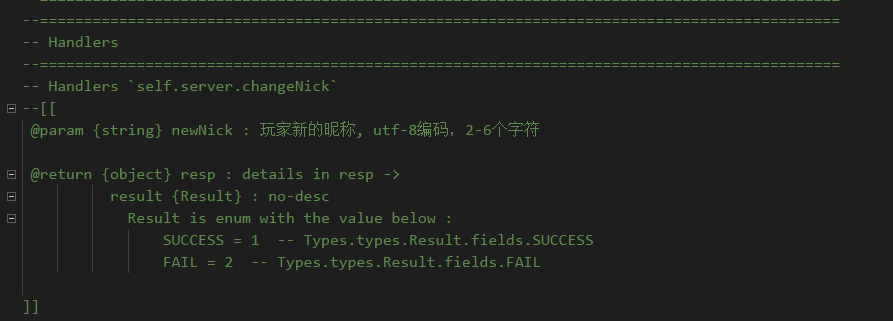 --===========================================================================================
--===========================================================================================
-- Handlers
--===========================================================================================
-- Handlers `self.server.changeNick`
--[[
@param {string} newNick : 玩家新的昵称, utf-8编码，2-6个字符
@return {object} resp : details in resp ->
result {Result} : no-desc
Result is enum with the value below :
SUCCESS = 1  -- Types.types.Result.fields.SUCCESS
FAIL = 2  -- Types.types.Result.fields.FAIL
]]